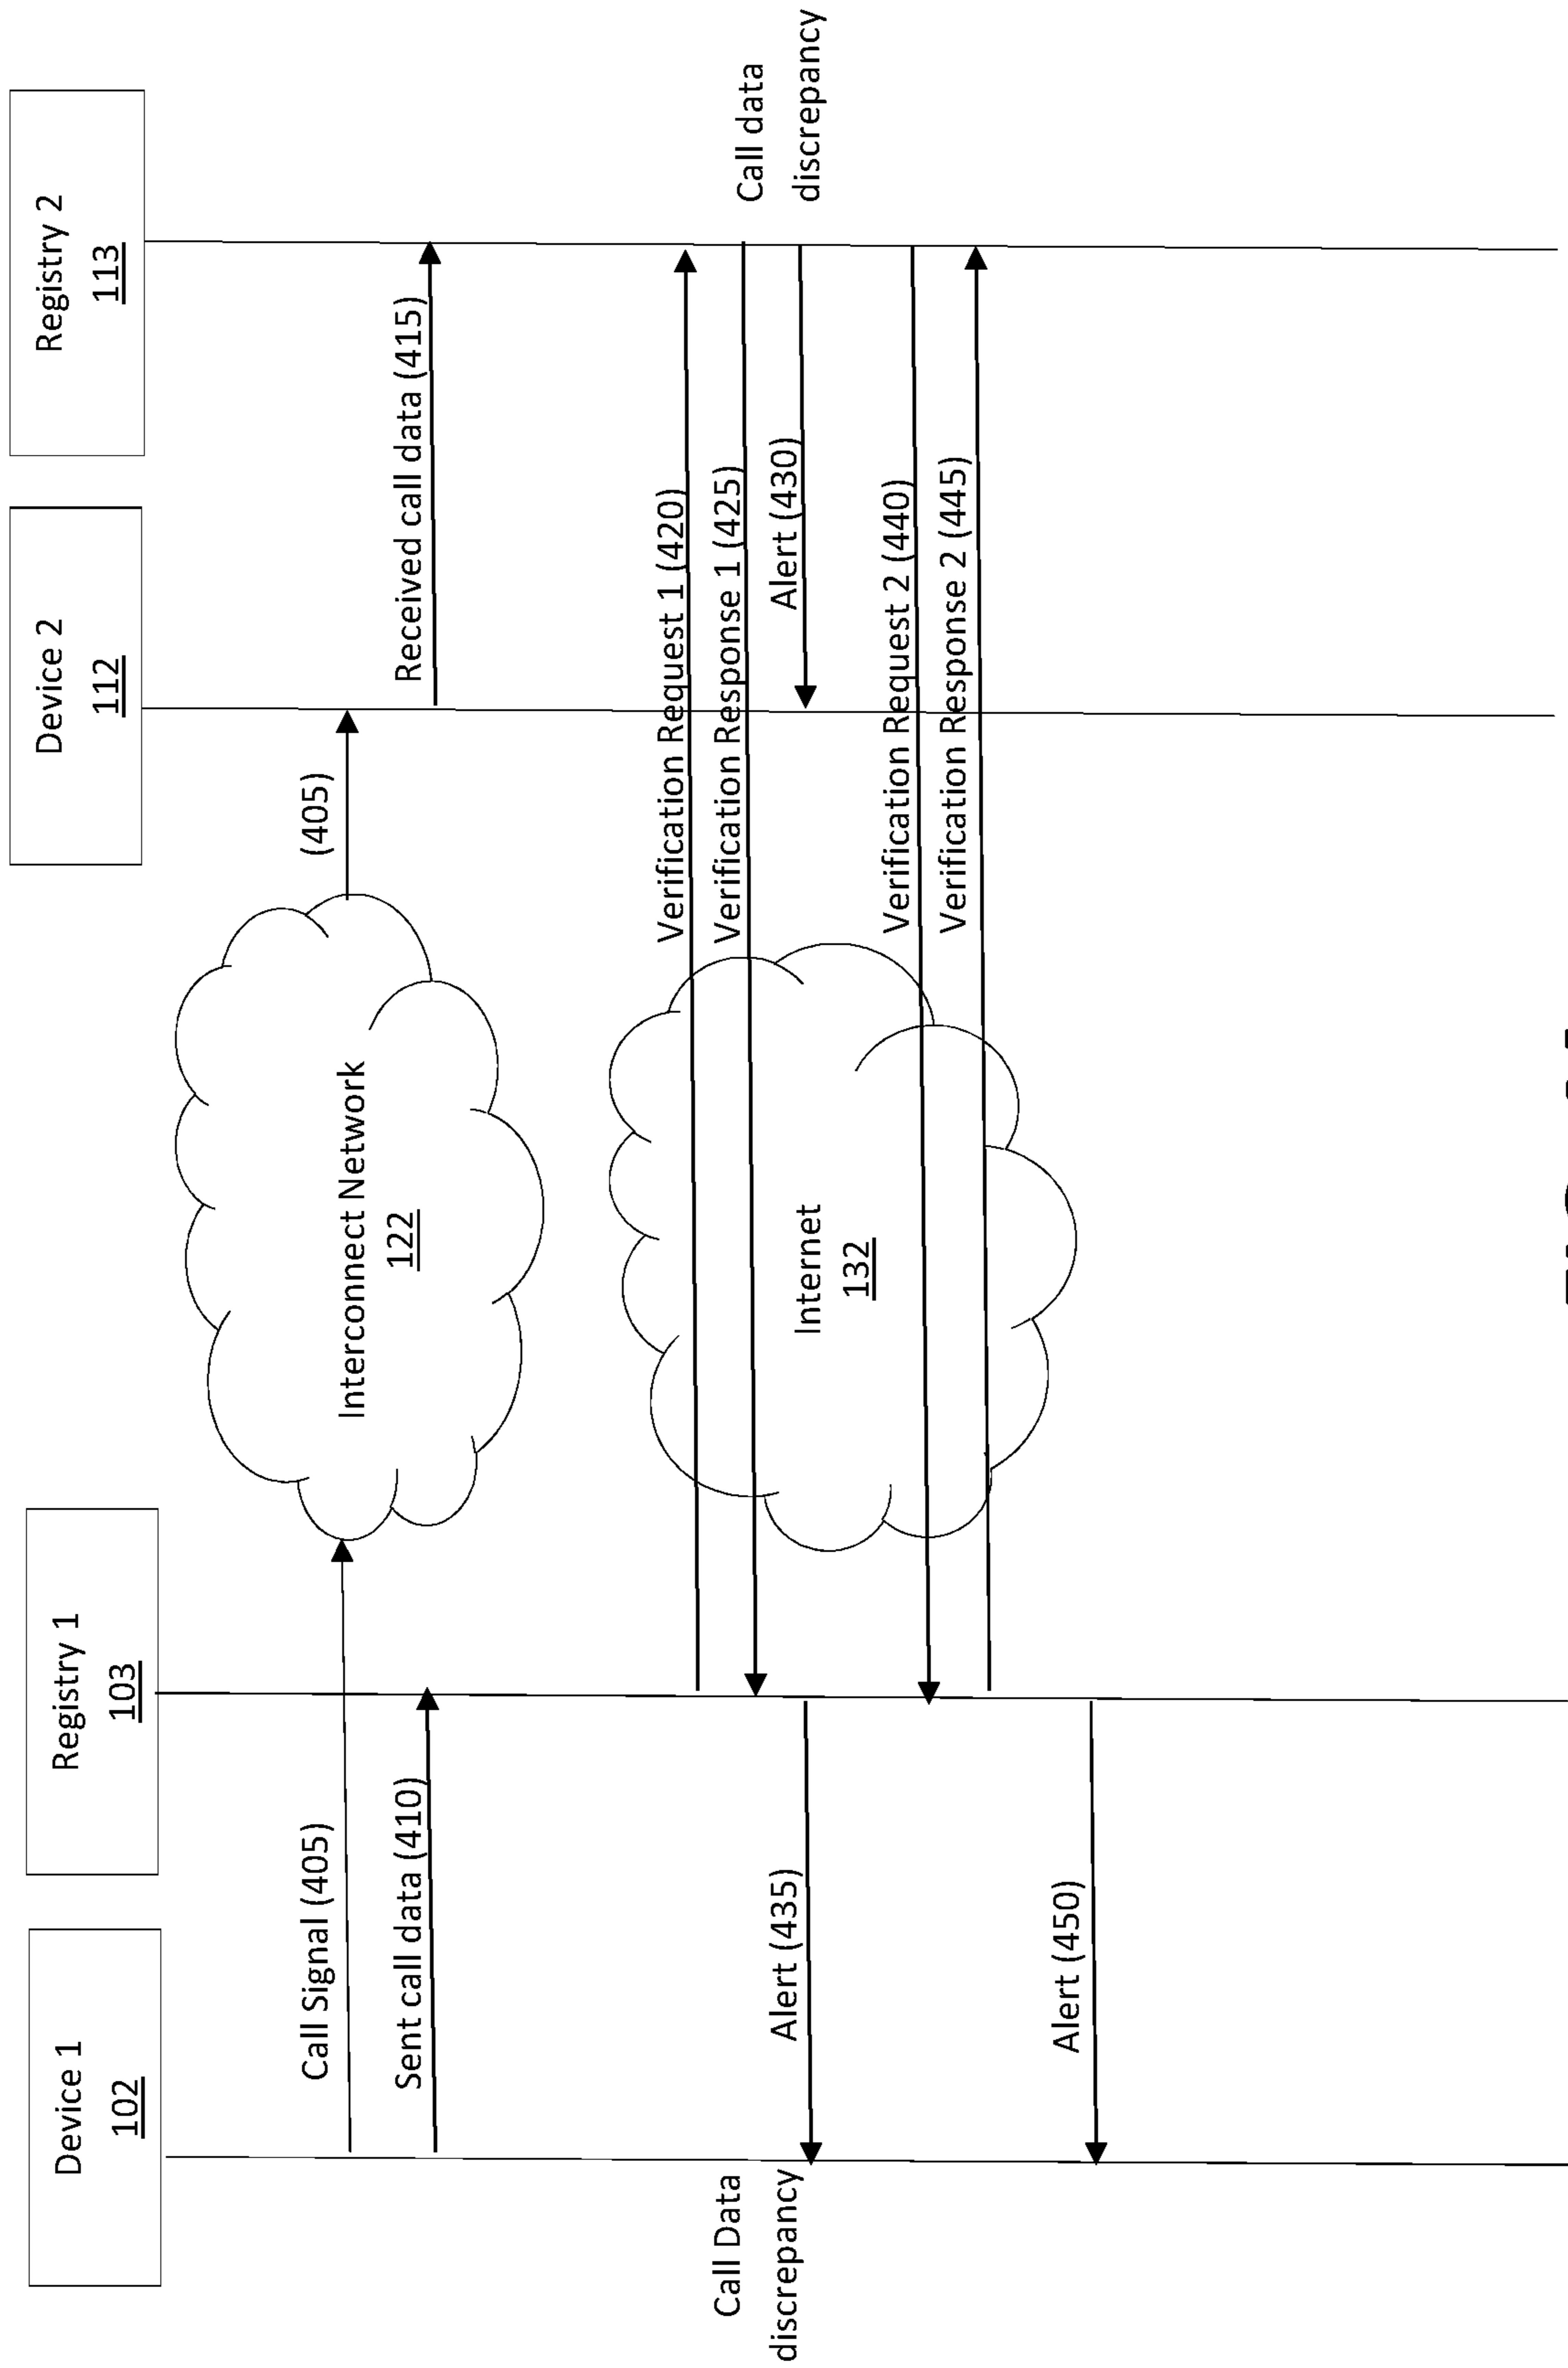 Device 1
102
Registry 1
103
Device 2
112
Registry 2
113
Call Signal (405)
(405)
Interconnect Network
122
Sent call data (410)
Received call data (415)
Verification Request 1 (420)
Verification Response 1 (425)
Call Data
discrepancy
Call data
discrepancy
Alert (435)
Internet
132
Alert (430)
Verification Request 2 (440)
Verification Response 2 (445)
Alert (450)